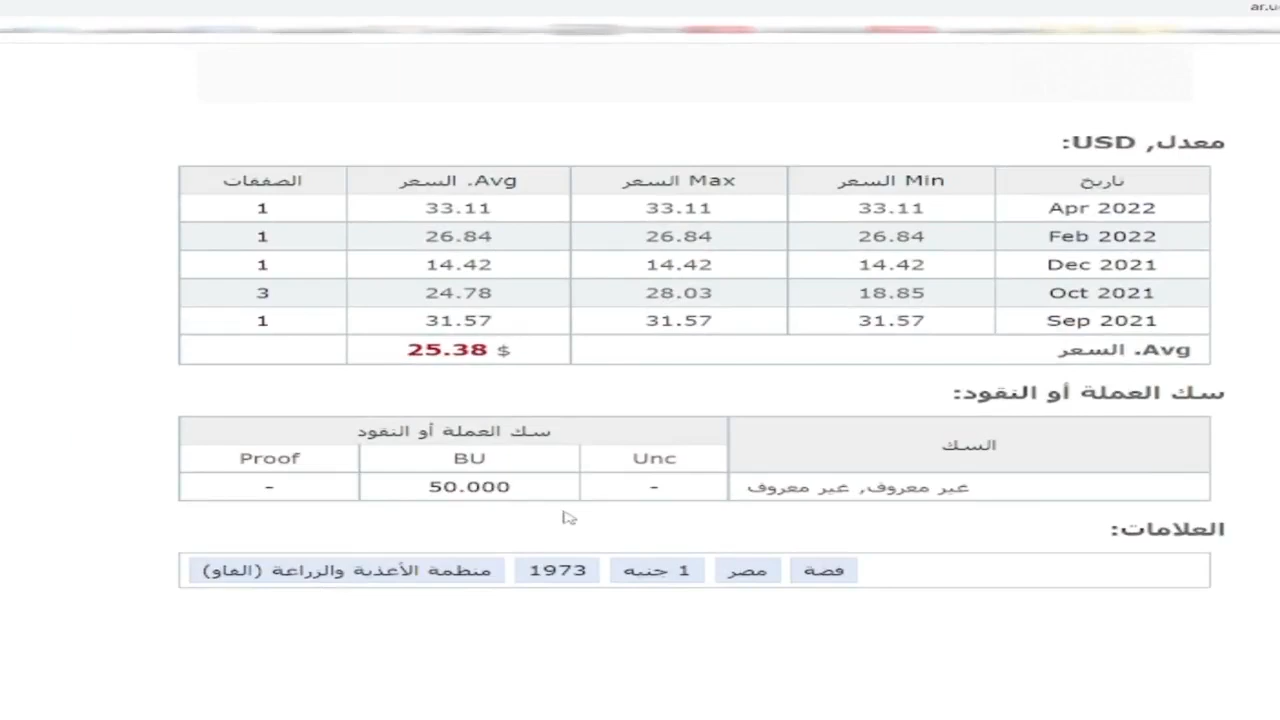 ar.u
معدل, USD:
تاريخ Min السعر Max السعر Avg. السعر الصفقات
Apr 2022 33.11 33.11 33.11 1
Feb 2022 26.84 26.84 26.84 1
Dec 2021 14.42 14.42 14.42 1
Oct 2021 18.85 28.03 24.78 3
Sep 2021 31.57 31.57 31.57 1
Avg. السعر 25.38 $
سك العملة أو النقود:
السك سك العملة أو النقود
Unc BU Proof
غير معروف, غير معروف - 50.000 -
العلامات:
فضة مصر 1 جنيه 1973 منظمة الأغذية والزراعة (الفاو)